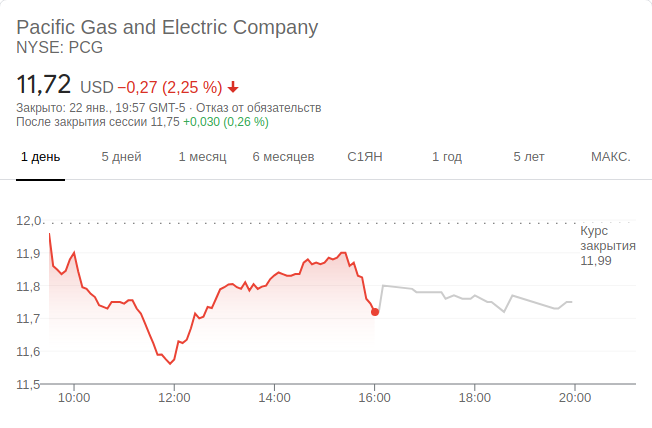 Pacific Gas and Electric Company
NYSE: PCG
11,72 USD −0,27 (2,25 %)
Закрыто: 22 янв., 19:57 GMT-5 · Отказ от обязательств
После закрытия сессии 11,75 +0,030 (0,26 %)
1 день 5 дней 1 месяц 6 месяцев С1ЯН 1 год 5 лет МАКС.
12,0
Курс
закрытия
11,99
11,9
11,8
11,7
11,6
11,5
10:00 12:00 14:00 16:00 18:00 20:00